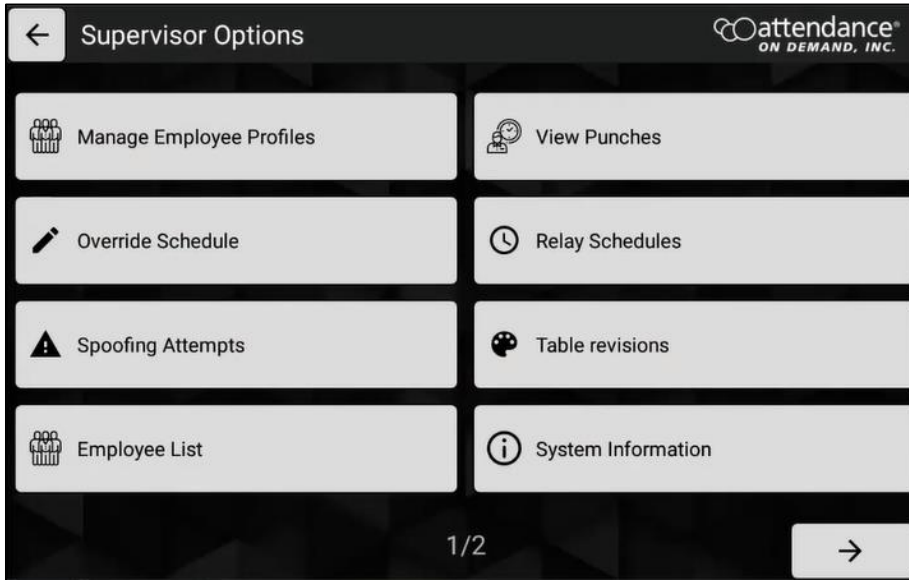 Supervisor Options
attendance®
ON DEMAND, INC.
Manage Employee Profiles
View Punches
Override Schedule
Relay Schedules
Spoofing Attempts
Table revisions
Employee List
System Information
1/2